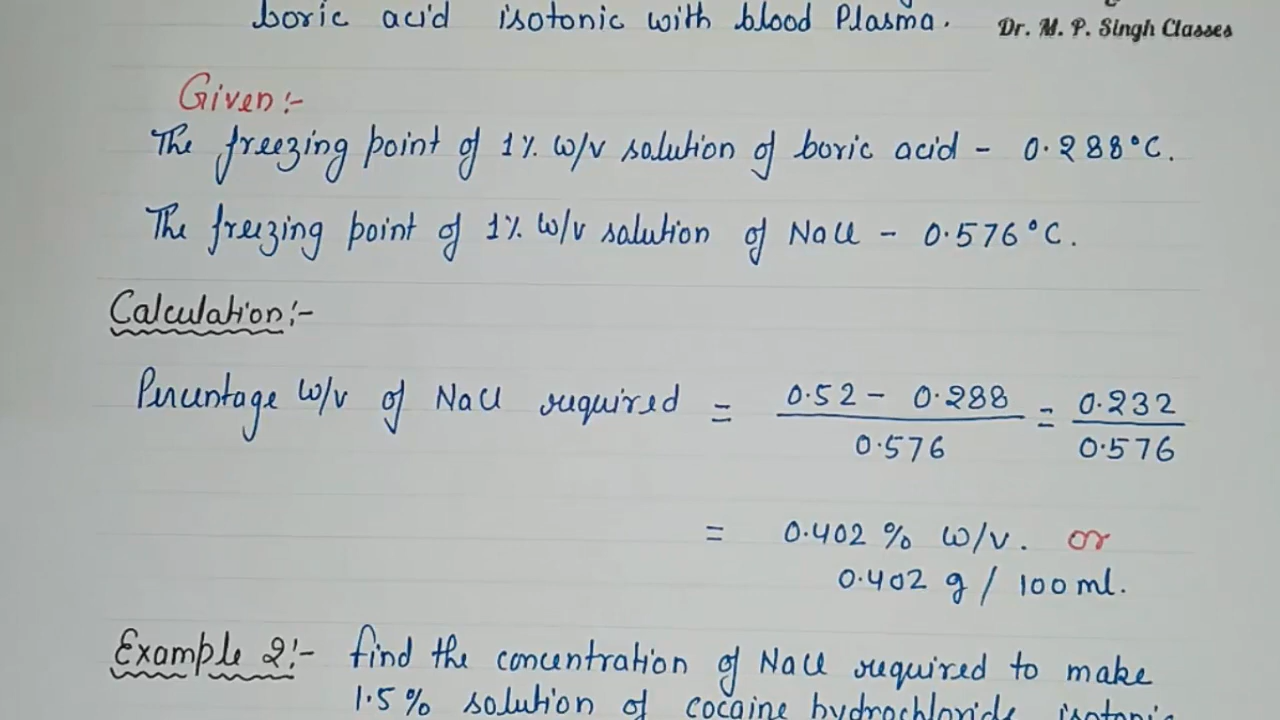 boric acid isotonic with blood Plasma.
Dr. M. P. Singh Classes
Given :-
The freezing point of 1% w/v solution of boric acid - 0.288°C.
The freezing point of 1% w/v solution of NaCl - 0.576°C.
Calculation :-
Percentage w/v of NaCl required = 0.52 - 0.288 / 0.576 = 0.232 / 0.576
= 0.402 % w/v. or
0.402 g / 100 ml.
Example 2 :- find the concentration of NaCl required to make
1.5% solution of cocaine hydrochloride isotonic